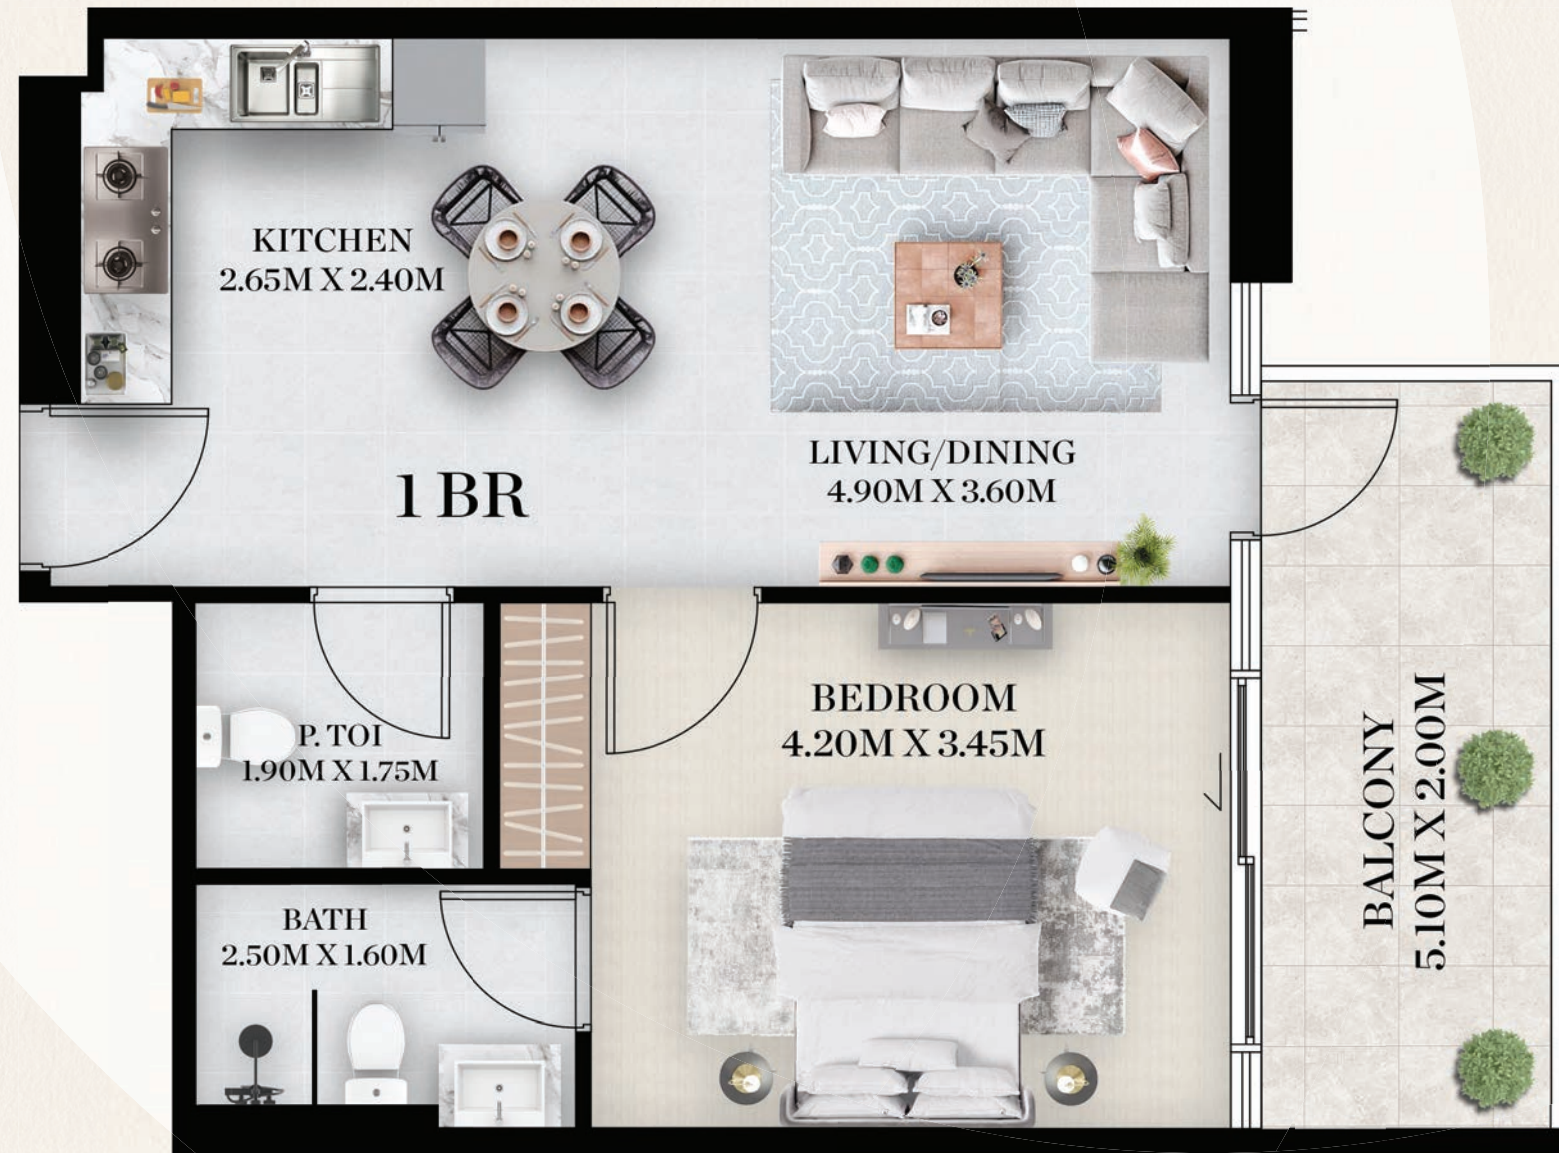 KITCHEN
2.65M X 2.40M
1 BR
LIVING/DINING
4.90M X 3.60M
P. TOI
1.90M X 1.75M
BEDROOM
4.20M X 3.45M
BATH
2.50M X 1.60M
BALCONY
5.10M X 2.00M